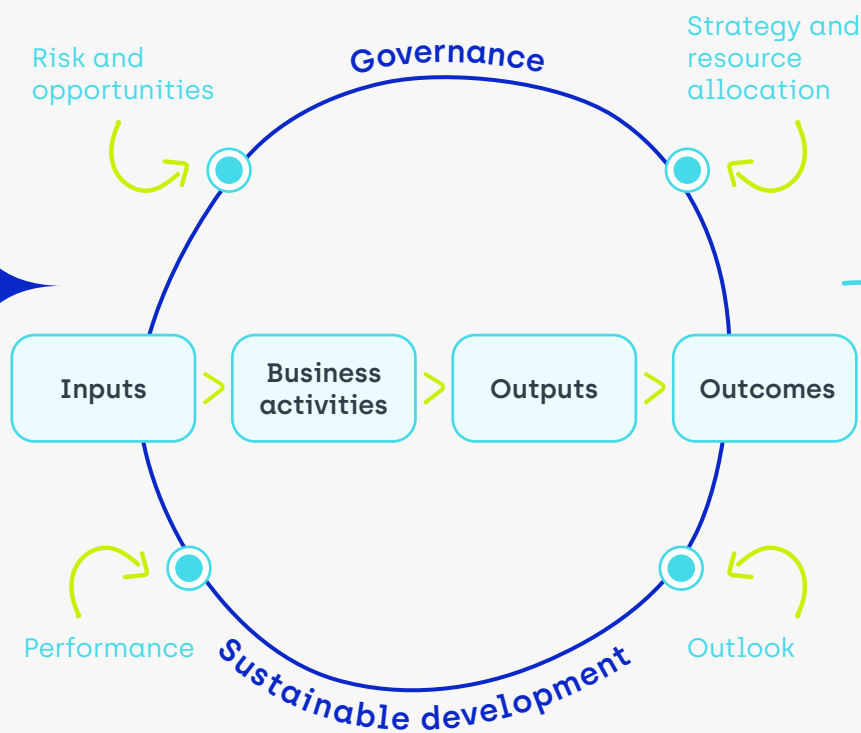 Risk and
opportunities
Governance
Strategy and
resource
allocation
Inputs
Business
activities
Outputs
Outcomes
Performance
Sustainable development
Outlook